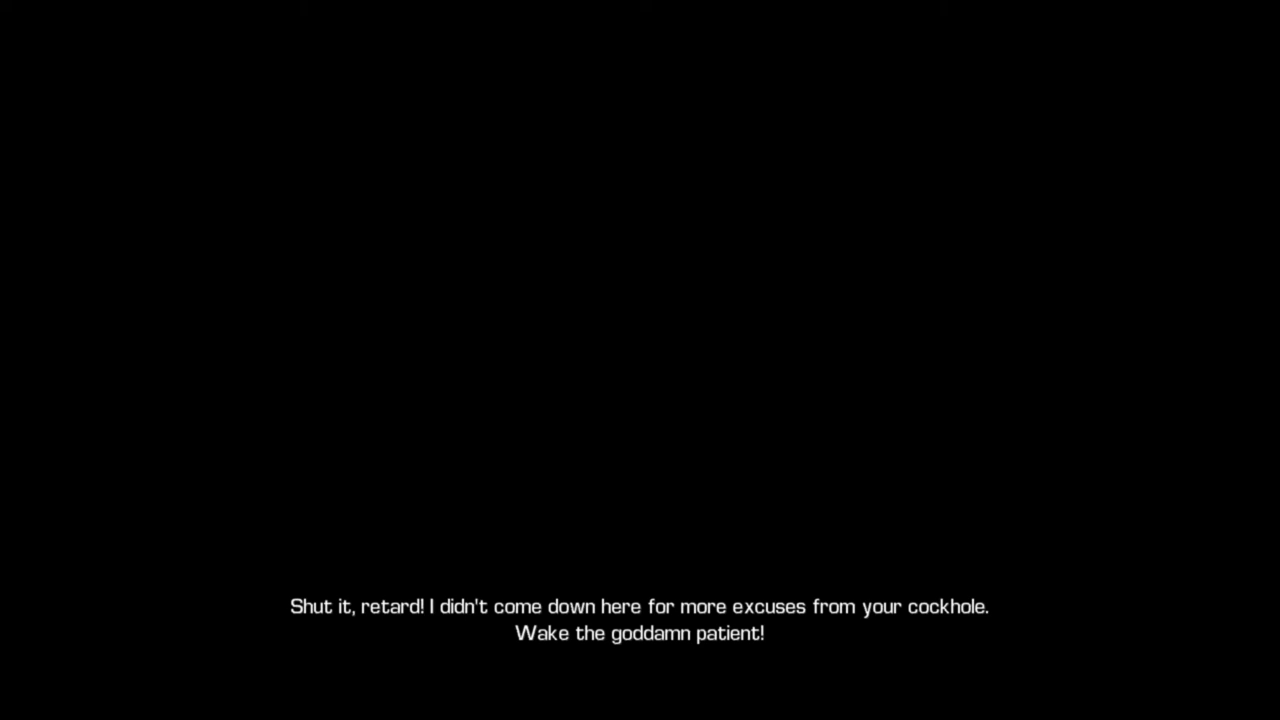 Shut it, retard! I didn't come down here for more excuses from your cockhole.
Wake the goddamn patient!